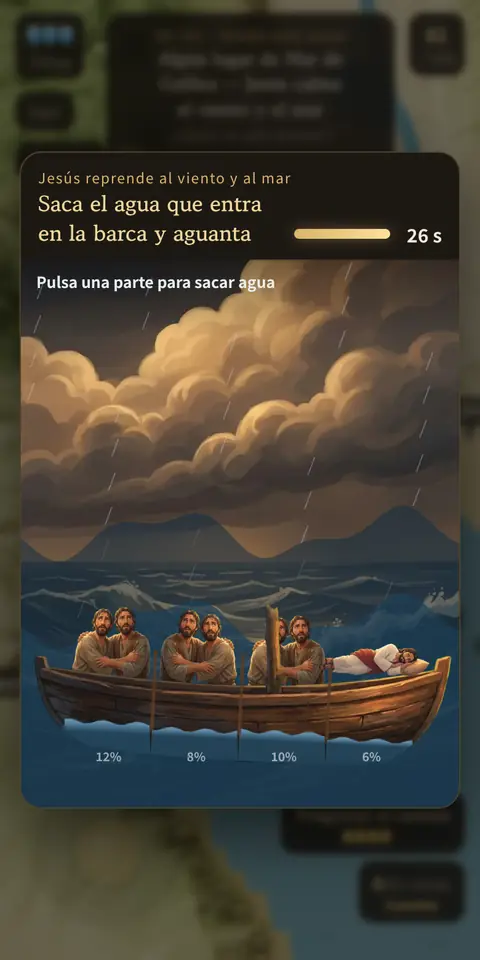 Jesús reprende al viento y al mar
Saca el agua que entra
en la barca y aguanta
26 s
Pulsa una parte para sacar agua
12%
8%
10%
6%